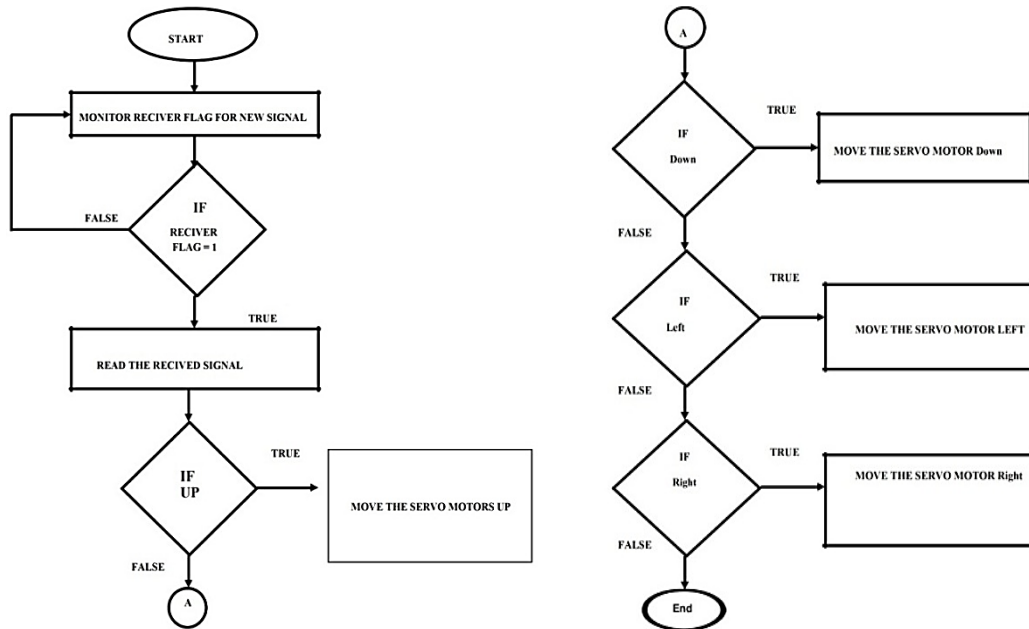 START
MONITOR RECIVER FLAG FOR NEW SIGNAL
FALSE
IF
RECIVER
FLAG = 1
TRUE
READ THE RECIVED SIGNAL
IF
UP
TRUE
MOVE THE SERVO MOTORS UP
FALSE
A
A
IF
Down
TRUE
MOVE THE SERVO MOTOR Down
FALSE
IF
Left
TRUE
MOVE THE SERVO MOTOR LEFT
FALSE
IF
Right
TRUE
MOVE THE SERVO MOTOR Right
FALSE
End